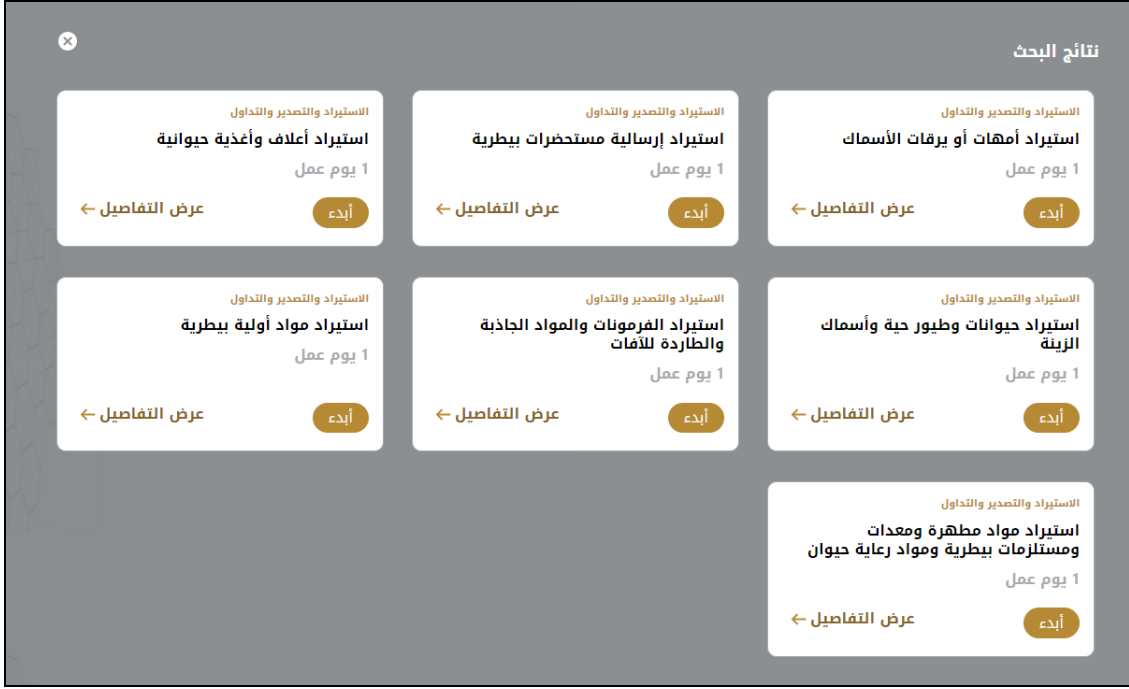 نتائج البحث
الاستيراد والتصدير والتداول
استيراد أمهات أو يرقات الأسماك
1 يوم عمل
أبدء
عرض التفاصيل ←
الاستيراد والتصدير والتداول
استيراد إرسالية مستحضرات بيطرية
1 يوم عمل
أبدء
عرض التفاصيل ←
الاستيراد والتصدير والتداول
استيراد أعلاف وأغذية حيوانية
1 يوم عمل
أبدء
عرض التفاصيل ←
الاستيراد والتصدير والتداول
استيراد حيوانات وطيور حية وأسماك
الزينة
1 يوم عمل
أبدء
عرض التفاصيل ←
الاستيراد والتصدير والتداول
استيراد الفرمونات والمواد الجاذبة
والطاردة للآفات
1 يوم عمل
أبدء
عرض التفاصيل ←
الاستيراد والتصدير والتداول
استيراد مواد أولية بيطرية
1 يوم عمل
أبدء
عرض التفاصيل ←
الاستيراد والتصدير والتداول
استيراد مواد مطهرة ومعدات
ومستلزمات بيطرية ومواد رعاية حيوان
1 يوم عمل
أبدء
عرض التفاصيل ←